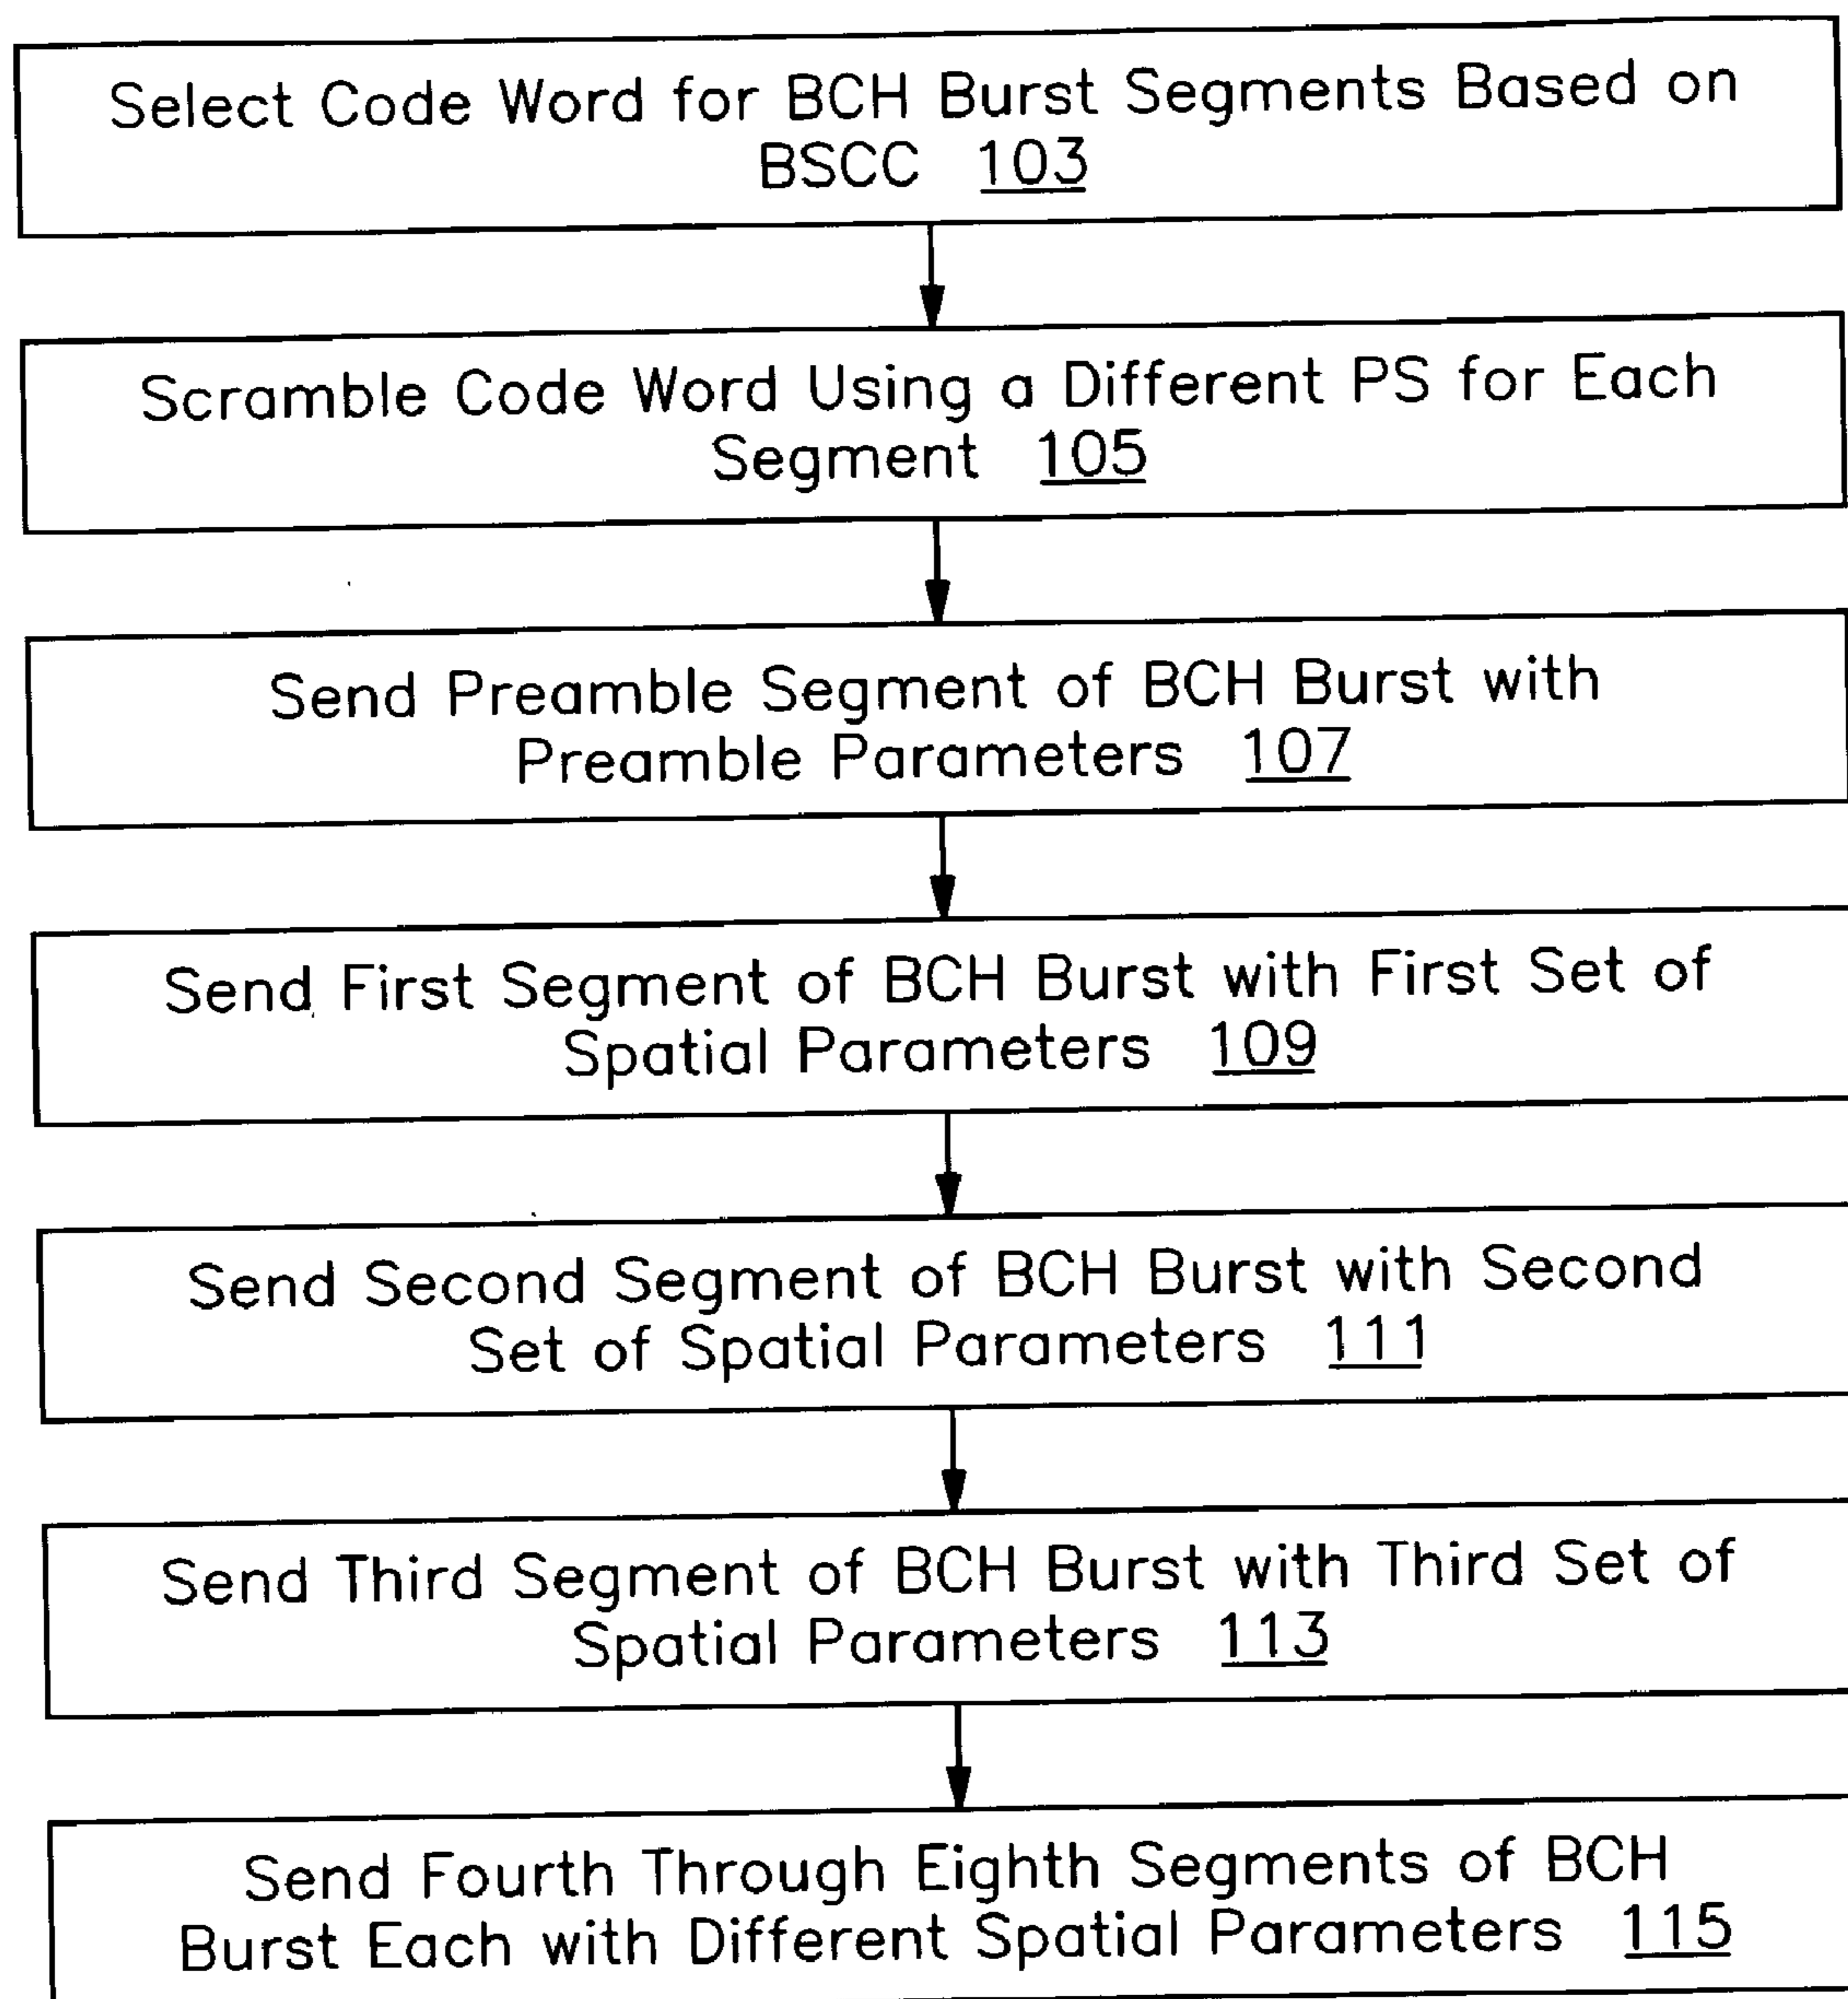 Select Code Word for BCH Burst Segments Based on
BSCC 103
Scramble Code Word Using a Different PS for Each
Segment 105
Send Preamble Segment of BCH Burst with
Preamble Parameters 107
Send First Segment of BCH Burst with First Set of
Spatial Parameters 109
Send Second Segment of BCH Burst with Second
Set of Spatial Parameters 111
Send Third Segment of BCH Burst with Third Set of
Spatial Parameters 113
Send Fourth Through Eighth Segments of BCH
Burst Each with Different Spatial Parameters 115